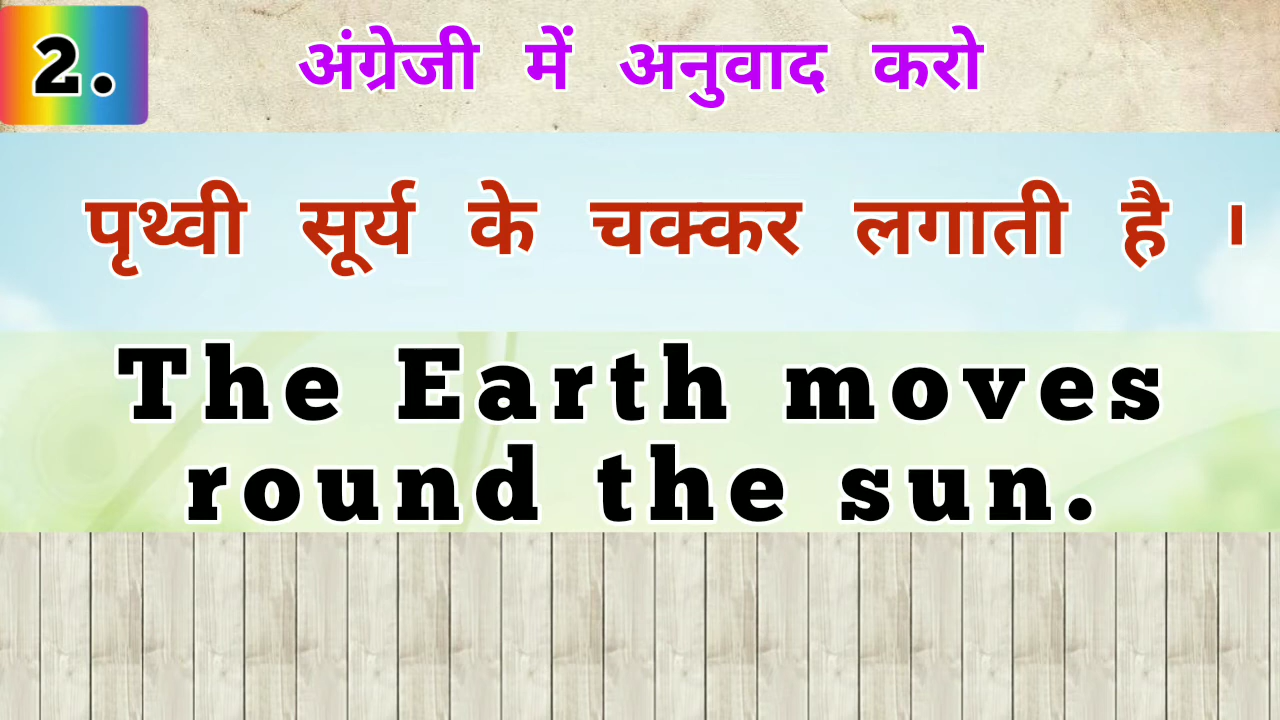 2. अंग्रेजी में अनुवाद करो
पृथ्वी सूर्य के चक्कर लगाती है ।
The Earth moves
round the sun.